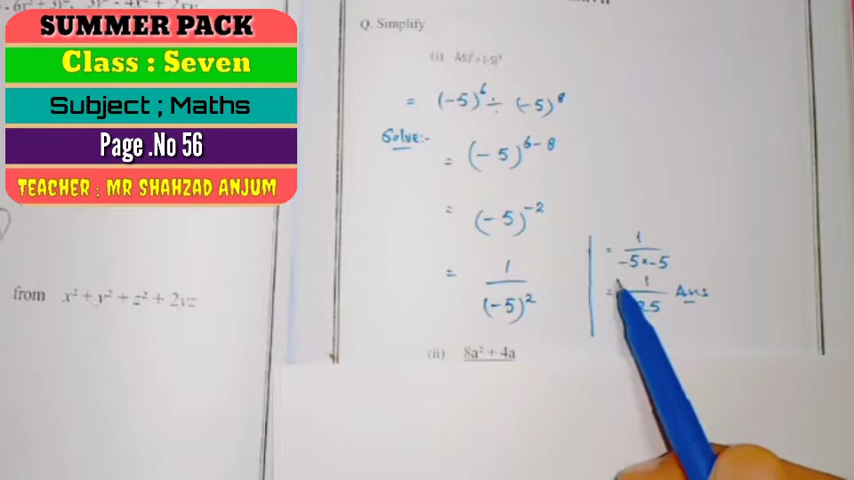 SUMMER PACK
Class : Seven
Subject ; Maths
Page .No 56
TEACHER : MR SHAHZAD ANJUM
Q. Simplify
(i)
= (-5)⁶ ÷ (-5)⁸
Solve:-
= (-5)⁶⁻⁸
= (-5)⁻²
= 1/(-5)²
= 1/-5×-5
= 1/25 Ans
(ii) 8a² + 4a
from x² + y² + z² + 2yz